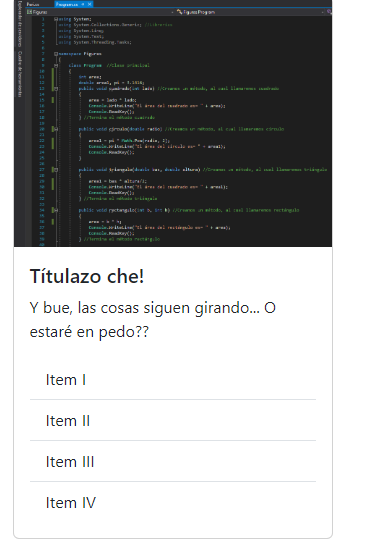 using System;
using System.Collections.Generic;
using System.Linq;
using System.Text;
using System.Threading.Tasks;
namespace Figuras
{
class Program //Clase principal
{
int area;
double area1, pi = 3.1416;
public void cuadrado(int lado) //Creamos un método, al cual llamaremos cuadrado
{
area = lado * lado;
Console.WriteLine("El área del cuadrado es= " + area);
Console.ReadKey();
} //Termina el método cuadrado
public void circulo(double radio) //Creamos un método, al cual llamaremos circulo
{
area1 = pi * Math.Pow(radio, 2);
Console.WriteLine("El área del circulo es= " + area1);
Console.ReadKey();
}
public void triangulo(double bas, double altura) //Creamos un método, al cual llamaremos triángulo
{
area1 = bas * altura/2;
Console.WriteLine("El área del cuadrado es= " + area1);
Console.ReadKey();
} //Termina el método triangulo
public void rectangulo(int b, int h) //Creamos un método, al cual llamaremos rectángulo
{
area = b * h;
Console.WriteLine("El área del rectángulo es= " + area);
Console.ReadKey();
} //Termina el método rectángulo
Títulazo che!
Y bue, las cosas siguen girando... O
estaré en pedo??
Item I
Item II
Item III
Item IV